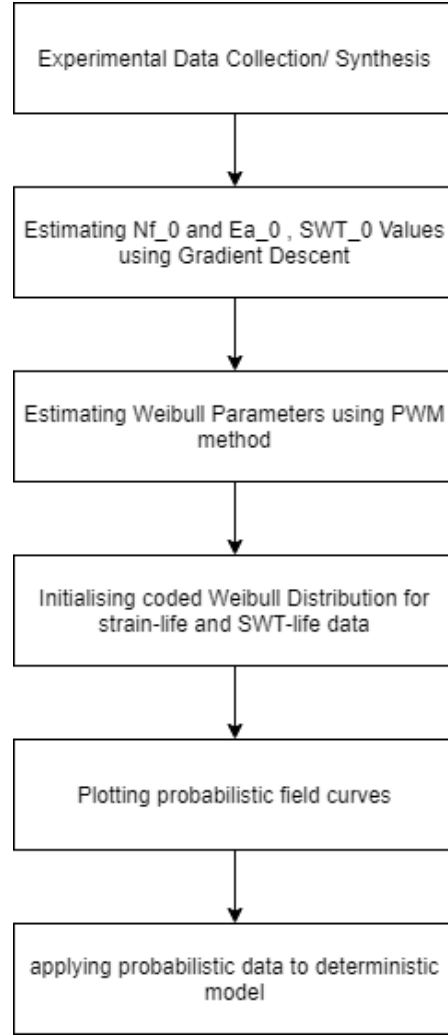 Experimental Data Collection/ Synthesis
Estimating Nf_0 and Ea_0 , SWT_0 Values
using Gradient Descent
Estimating Weibull Parameters using PWM
method
Initialising coded Weibull Distribution for
strain-life and SWT-life data
Plotting probabilistic field curves
applying probabilistic data to deterministic
model